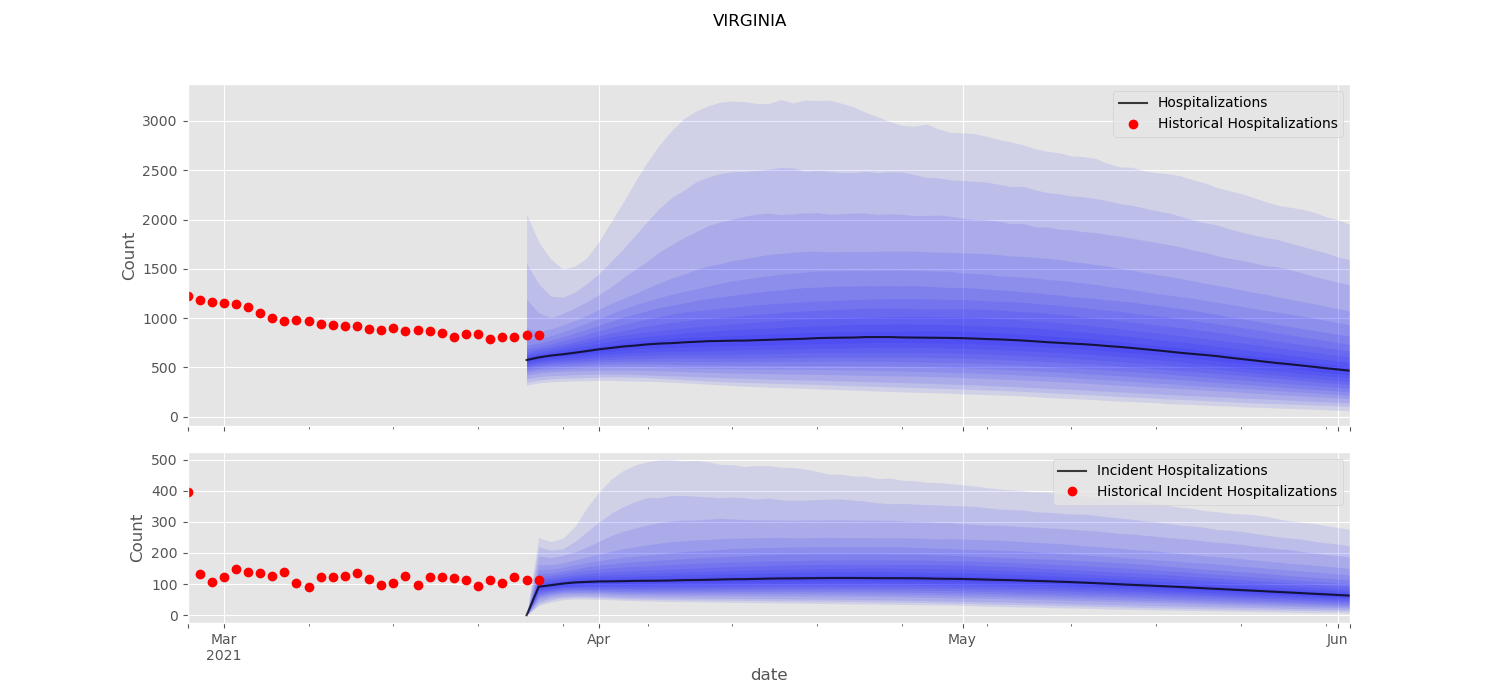 VIRGINIA
Hospitalizations
Historical Hospitalizations
Count
3000
2500
2000
1500
1000
500
0
Incident Hospitalizations
Historical Incident Hospitalizations
Count
500
400
300
200
100
0
Mar
2021
Apr
May
Jun
date